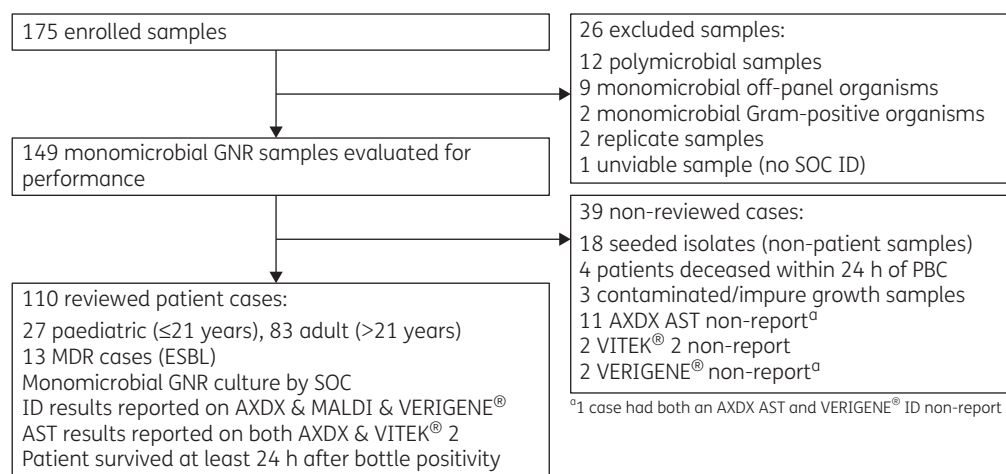 175 enrolled samples
26 excluded samples:
12 polymicrobial samples
9 monomicrobial off-panel organisms
2 monomicrobial Gram-positive organisms
2 replicate samples
1 unviable sample (no SOC ID)
149 monomicrobial GNR samples evaluated for
performance
39 non-reviewed cases:
18 seeded isolates (non-patient samples)
4 patients deceased within 24 h of PBC
3 contaminated/impure growth samples
11 AXDX AST non-reportᵃ
2 VITEK® 2 non-report
2 VERIGENE® non-reportᵃ
ᵃ1 case had both an AXDX AST and VERIGENE® ID non-report
110 reviewed patient cases:
27 paediatric (≤21 years), 83 adult (>21 years)
13 MDR cases (ESBL)
Monomicrobial GNR culture by SOC
ID results reported on AXDX & MALDI & VERIGENE®
AST results reported on both AXDX & VITEK® 2
Patient survived at least 24 h after bottle positivity